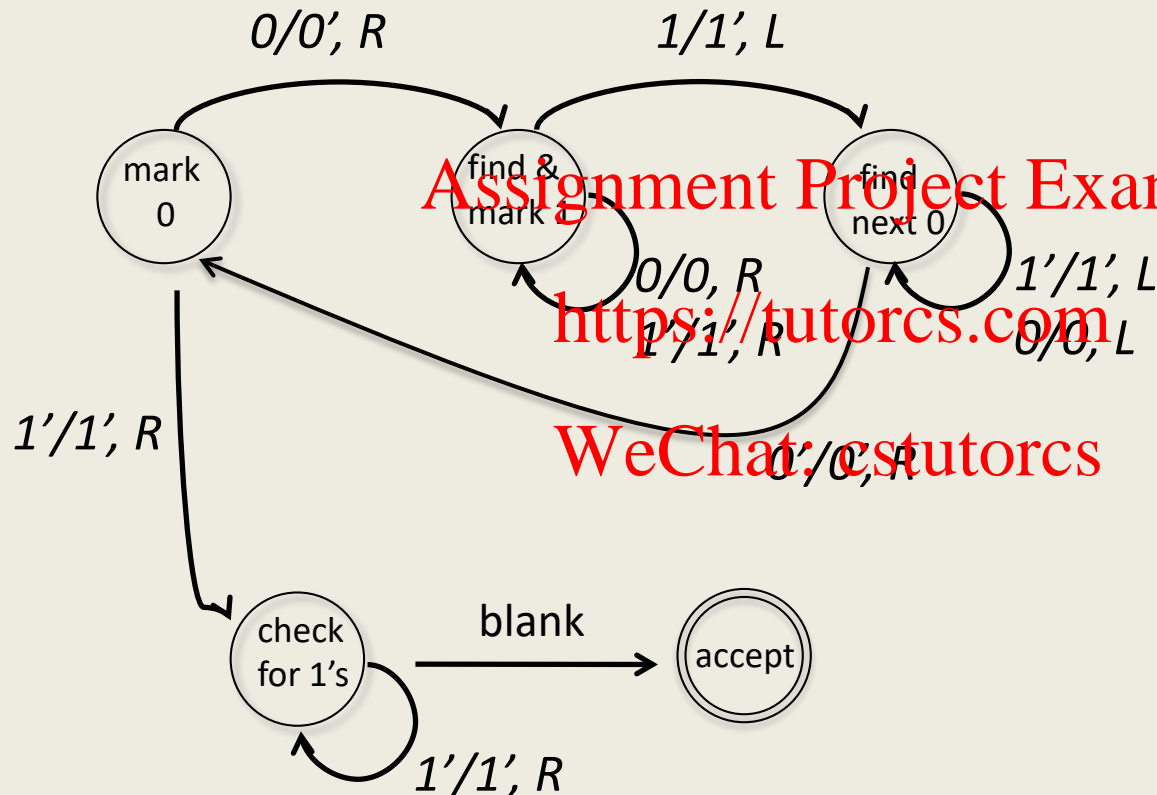 0/0’, R
1/1’, L
mark
0
find &
mark 1
find
next 0
Assignment Project Exam
0/0, R
1’/1’, R
1’/1’, L
0/0, L
https://tutorcs.com
1’/1’, R
0’/0’, R
WeChat: cstutorcs
check
for 1's
blank
accept
1’/1’, R